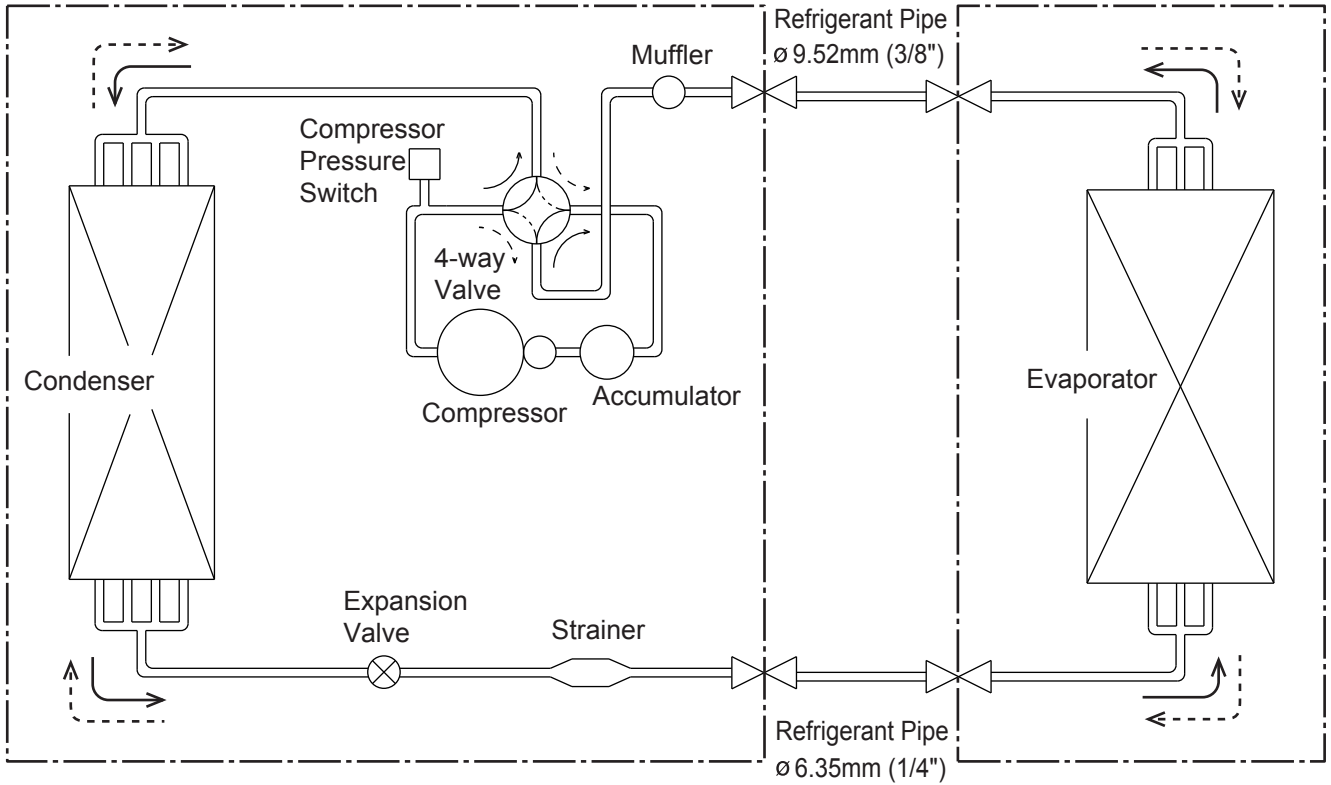 Refrigerant Pipe
ø 9.52mm (3/8")
Muffler
Compressor
Pressure
Switch
4-way
Valve
Condenser
Compressor
Accumulator
Evaporator
Expansion
Valve
Strainer
Refrigerant Pipe
ø 6.35mm (1/4")